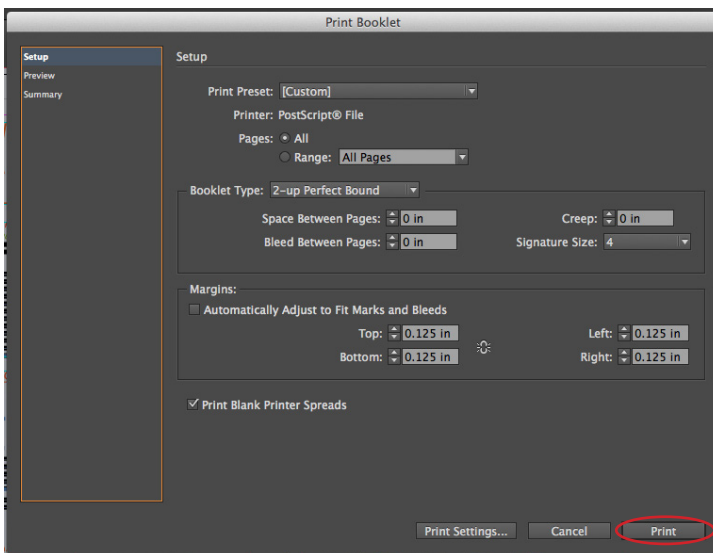 Print Booklet
Setup
Preview
Summary
Setup
Print Preset: [Custom]
Printer: PostScript® File
Pages: All
Range: All Pages
Booklet Type: 2-up Perfect Bound
Space Between Pages: 0 in Creep: 0 in
Bleed Between Pages: 0 in Signature Size: 4
Margins:
Automatically Adjust to Fit Marks and Bleeds
Top: 0.125 in Left: 0.125 in
Bottom: 0.125 in Right: 0.125 in
Print Blank Printer Spreads
Print Settings... Cancel Print